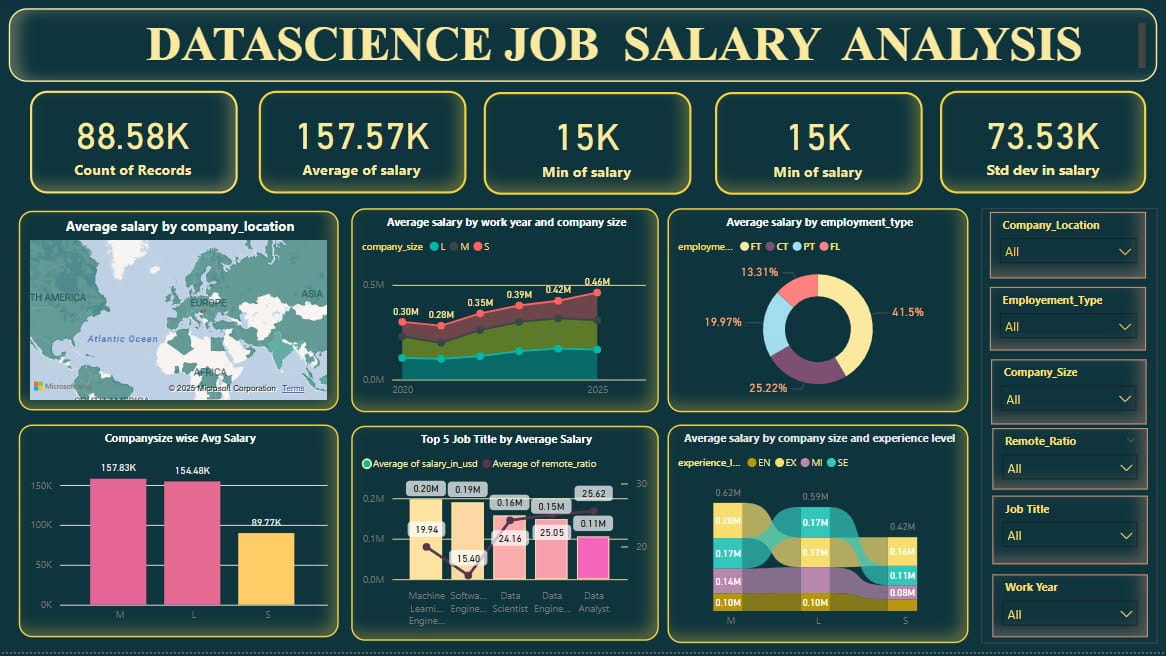 DATASCIENCE JOB SALARY ANALYSIS
88.58K
Count of Records
157.57K
Average of salary
15K
Min of salary
15K
Min of salary
73.53K
Std dev in salary
Average salary by company_location
TH AMERICA
EUROPE
ASIA
Atlantic Ocean
AFRICA
Microsoft
© 2025 Microsoft Corporation Terms
Average salary by work year and company size
company_size L M S
0.5M
0.0M
0.30M 0.28M 0.35M 0.39M 0.42M 0.46M
2020 2025
Average salary by employment_type
employme... FT CT PT FL
13.31%
41.5%
19.97%
25.22%
Company_Location
All
Employement_Type
All
Company_Size
All
Remote_Ratio
All
Job Title
All
Work Year
All
Companysize wise Avg Salary
150K
100K
50K
0K
157.83K 154.48K 89.77K
M L S
Top 5 Job Title by Average Salary
Average of salary_in_usd Average of remote_ratio
0.2M
0.1M
0.0M
0.20M 0.19M 0.16M 0.15M 0.11M
19.94 15.40 24.16 25.05 25.62
30
20
Machine Learni... Engine...
Softwa... Engine...
Data Scientist
Data Engine...
Data Analyst
Average salary by company size and experience level
experience_l... EN EX MI SE
0.62M 0.59M 0.42M
0.20M 0.17M 0.14M 0.10M
0.17M 0.17M 0.10M
0.16M 0.11M 0.08M
M L S